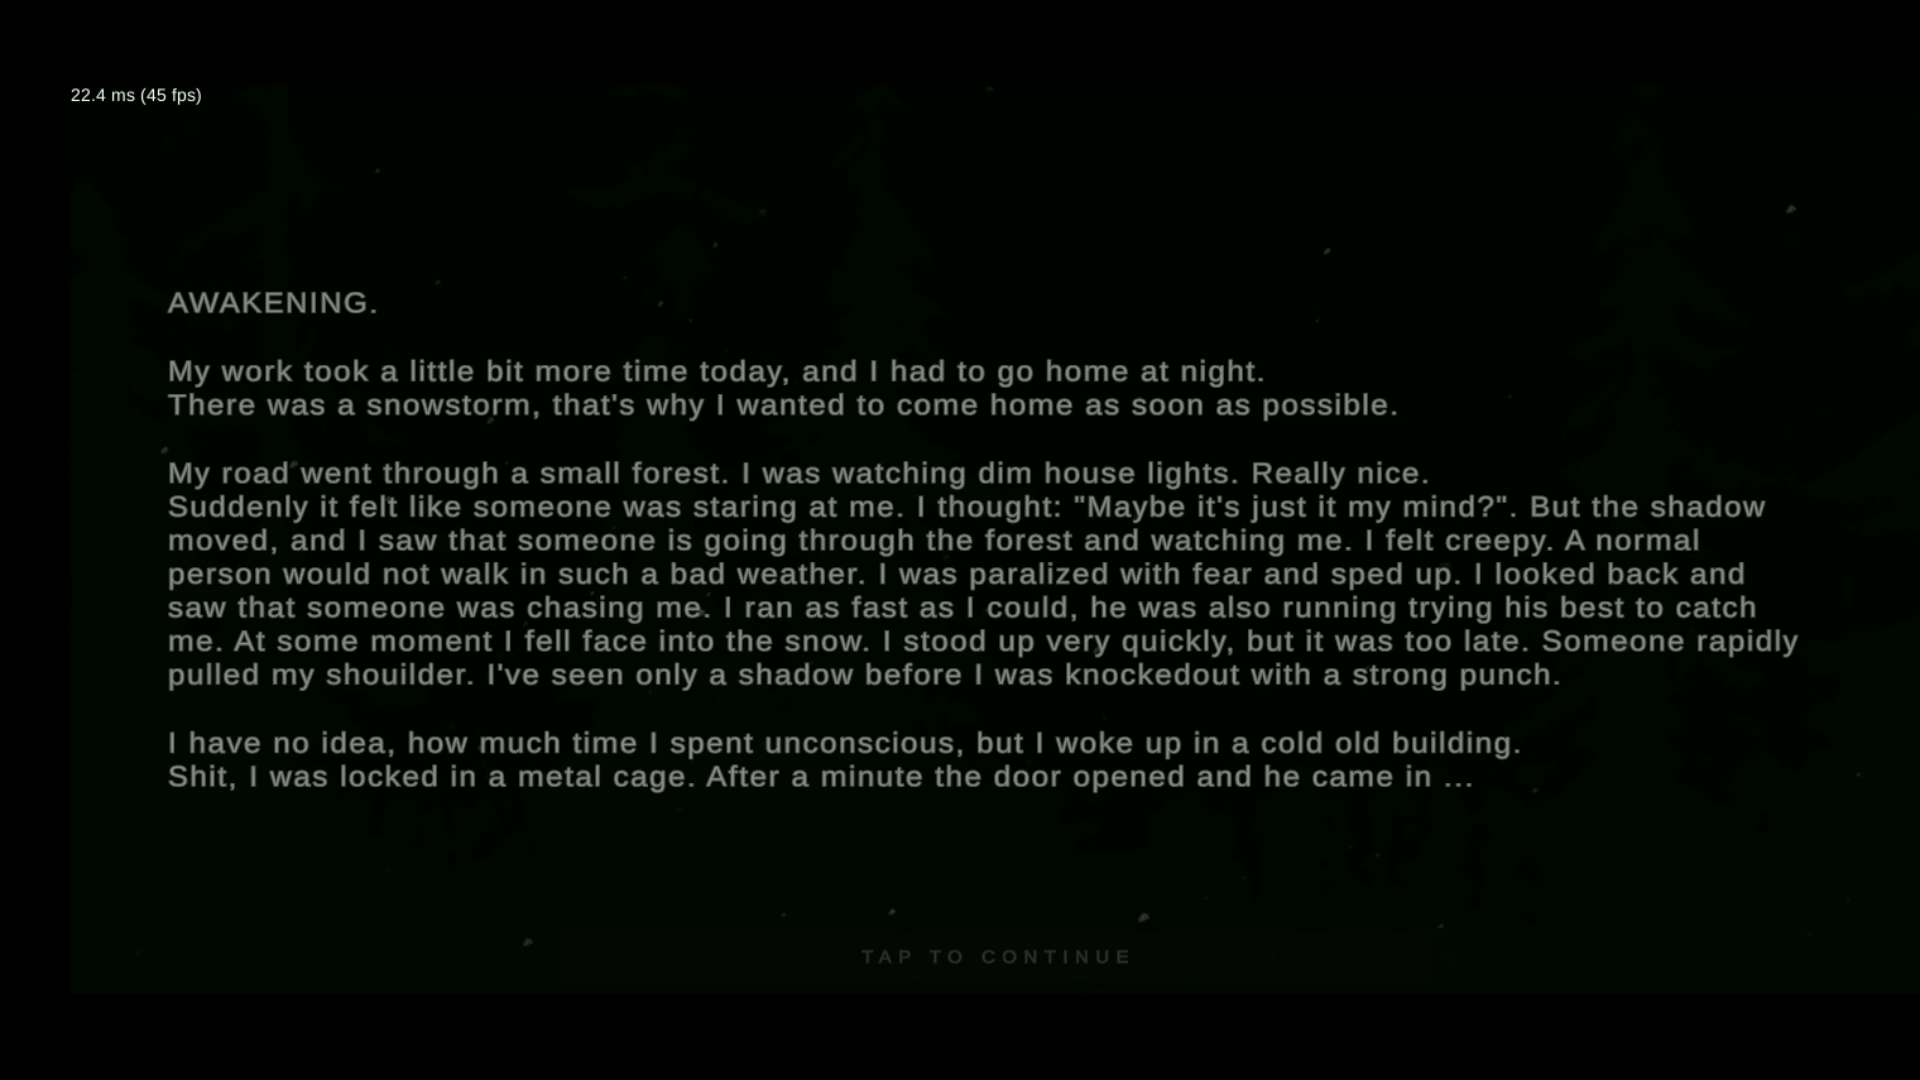 22.4 ms (45 fps)
AWAKENING.
My work took a little bit more time today, and I had to go home at night.
There was a snowstorm, that's why I wanted to come home as soon as possible.
My road went through a small forest. I was watching dim house lights. Really nice.
Suddenly it felt like someone was staring at me. I thought: "Maybe it's just it my mind?". But the shadow
moved, and I saw that someone is going through the forest and watching me. I felt creepy. A normal
person would not walk in such a bad weather. I was paralized with fear and sped up. I looked back and
saw that someone was chasing me. I ran as fast as I could, he was also running trying his best to catch
me. At some moment I fell face into the snow. I stood up very quickly, but it was too late. Someone rapidly
pulled my shouilder. I've seen only a shadow before I was knockedout with a strong punch.
I have no idea, how much time I spent unconscious, but I woke up in a cold old building.
Shit, I was locked in a metal cage. After a minute the door opened and he came in ...
TAP TO CONTINUE